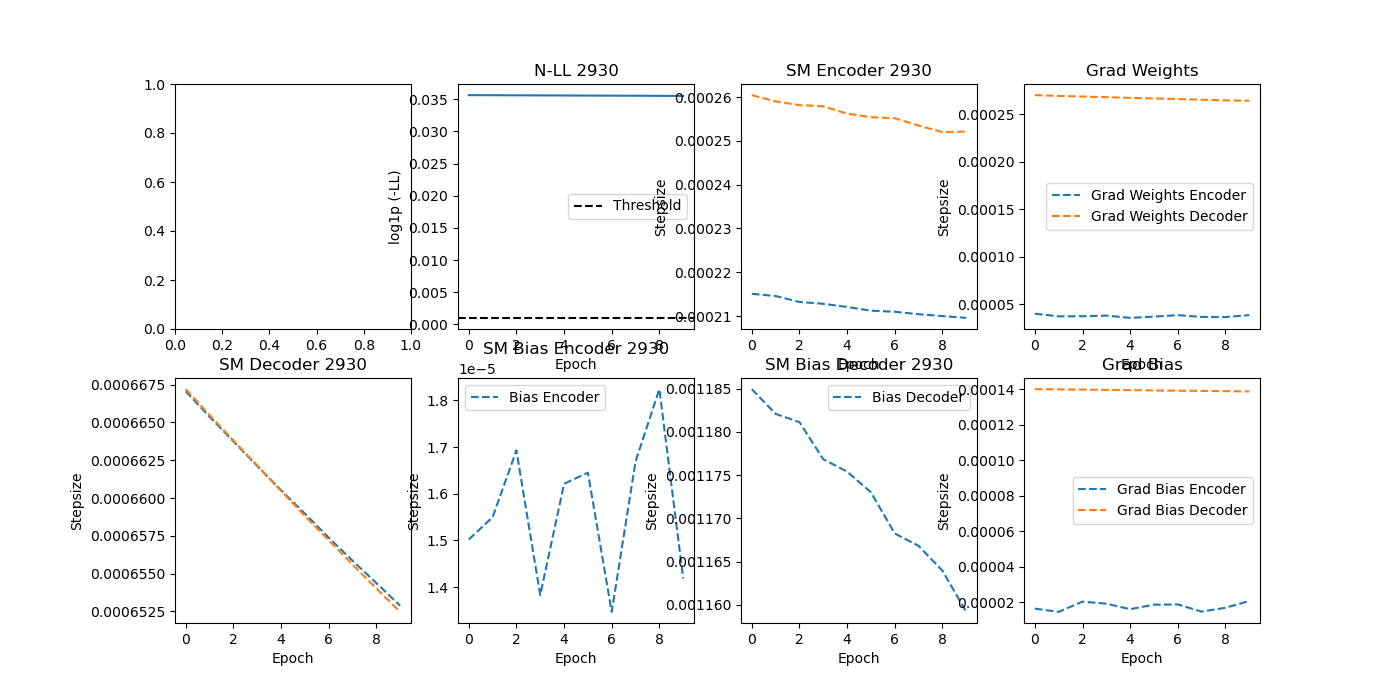 N-LL 2930
SM Encoder 2930
Grad Weights
1.0
0.8
0.6
0.4
0.2
0.0
0.0 0.2 0.4 0.6 0.8 1.0
log1p (-LL)
0.035
0.030
0.025
0.020
0.015
0.010
0.005
0.000
Threshold
0 2 4 6 8
Epoch
Stepsize
0.00026
0.00025
0.00024
0.00023
0.00022
0.00021
0 2 4 6 8
Epoch
Stepsize
0.00025
0.00020
0.00015
0.00010
0.00005
Grad Weights Encoder
Grad Weights Decoder
0 2 4 6 8
Epoch
SM Decoder 2930
SM Bias Encoder 2930
SM Bias Decoder 2930
Grad Bias
Stepsize
0.0006675
0.0006650
0.0006625
0.0006600
0.0006575
0.0006550
0.0006525
0 2 4 6 8
Epoch
Stepsize
1e−5
1.8
1.7
1.6
1.5
1.4
Bias Encoder
0 2 4 6 8
Stepsize
0.001185
0.001180
0.001175
0.001170
0.001165
0.001160
Bias Decoder
0 2 4 6 8
Epoch
Stepsize
0.00014
0.00012
0.00010
0.00008
0.00006
0.00004
0.00002
Grad Bias Encoder
Grad Bias Decoder
0 2 4 6 8
Epoch